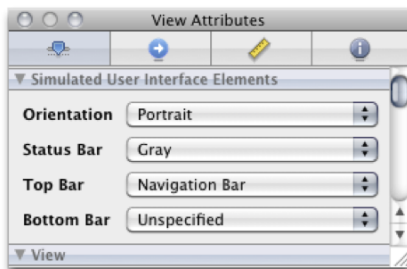 View Attributes
Simulated User Interface Elements
Orientation Portrait
Status Bar Gray
Top Bar Navigation Bar
Bottom Bar Unspecified
View